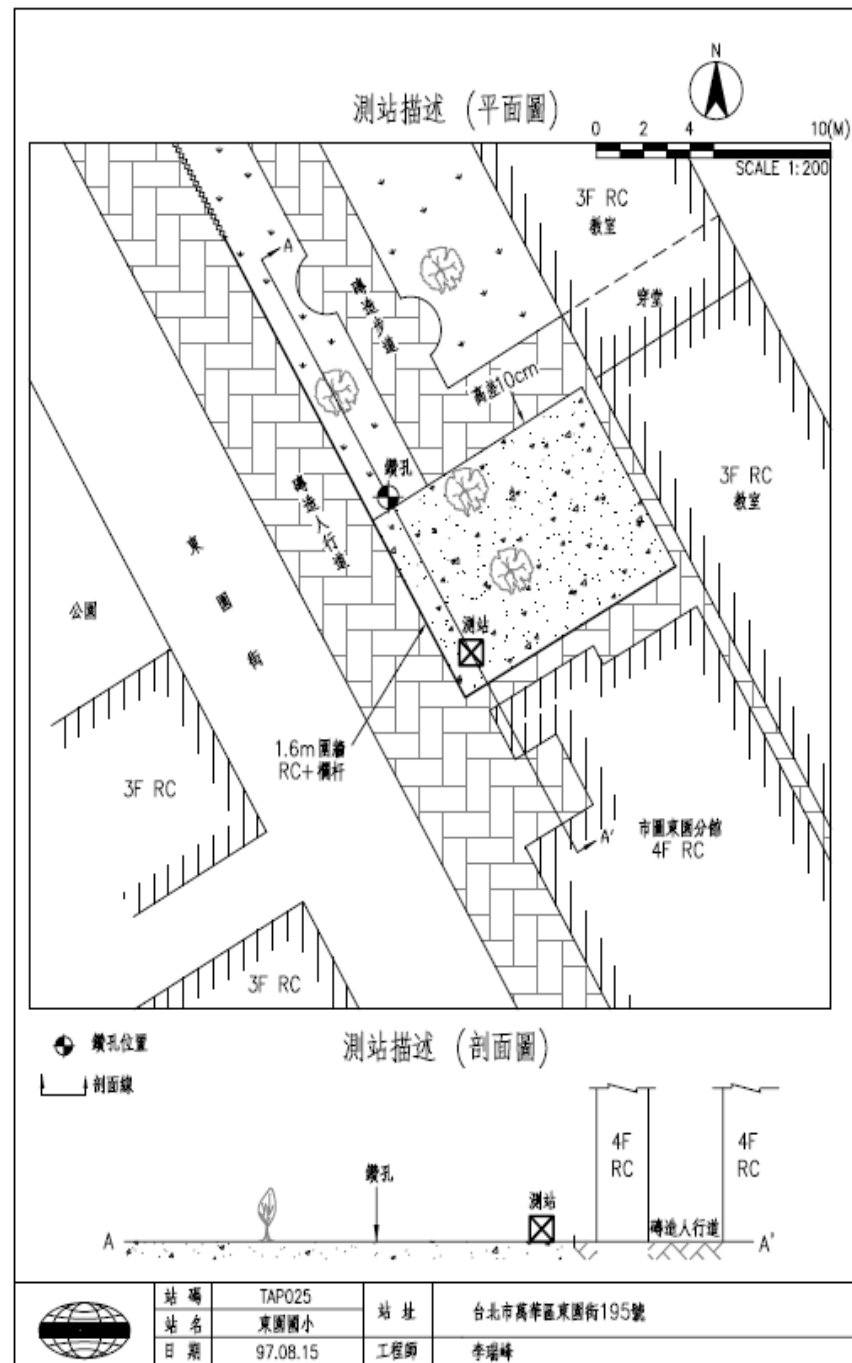 N
測站描述 (平面圖)
0 2 4 10(M)
SCALE 1:200
3F RC
教室
穿堂
A
磚造步道
高差10cm
3F RC
教室
鑽孔
磚造人行道
東園街
公園
測站
1.6m圍牆
RC+欄杆
3F RC
市圖東園分館
4F RC
A'
3F RC
鑽孔位置
測站描述 (剖面圖)
剖面線
4F
RC
4F
RC
鑽孔
測站
磚造人行道
A
A'
站碼 TAP025
站址 台北市萬華區東園街195號
站名 東園國小
日期 97.08.15
工程師 李瑞峰